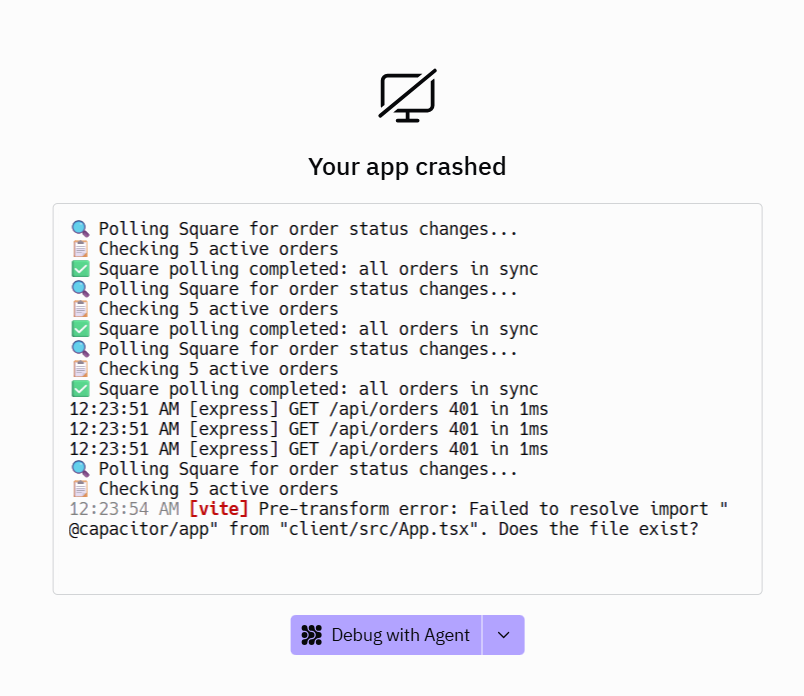 Your app crashed
🔍 Polling Square for order status changes...
📋 Checking 5 active orders
✅ Square polling completed: all orders in sync
🔍 Polling Square for order status changes...
📋 Checking 5 active orders
✅ Square polling completed: all orders in sync
🔍 Polling Square for order status changes...
📋 Checking 5 active orders
✅ Square polling completed: all orders in sync
12:23:51 AM [express] GET /api/orders 401 in 1ms
12:23:51 AM [express] GET /api/orders 401 in 1ms
12:23:51 AM [express] GET /api/orders 401 in 1ms
🔍 Polling Square for order status changes...
📋 Checking 5 active orders
12:23:54 AM [vite] Pre-transform error: Failed to resolve import "
@capacitor/app" from "client/src/App.tsx". Does the file exist?
Debug with Agent